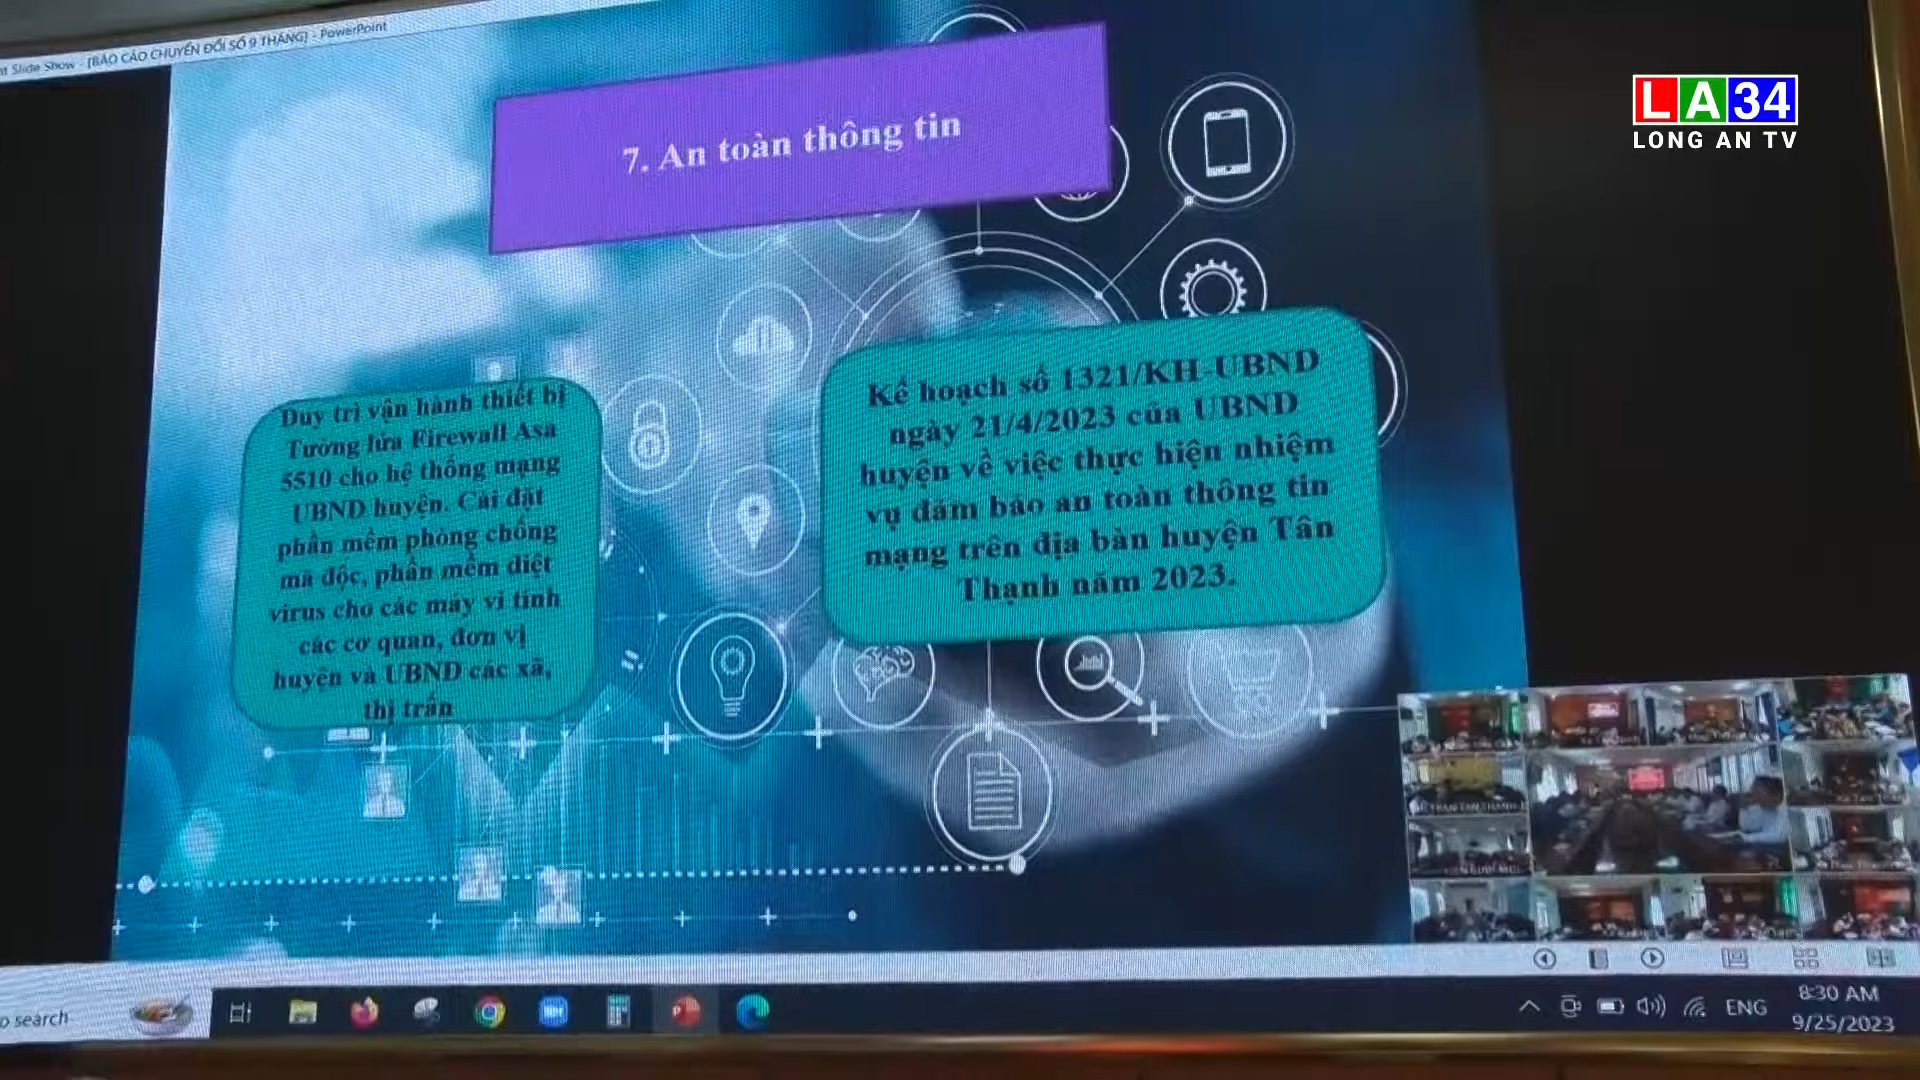 nt Slide Show - [BÁO CÁO CHUYỂN ĐỔI SỐ 9 THÁNG] - PowerPoint
LA34
LONG AN TV
7. An toàn thông tin
Duy trì vận hành thiết bị
Tường lửa Firewall Asa
5510 cho hệ thống mạng
UBND huyện. Cài đặt
phần mềm phòng chống
mã độc, phần mềm diệt
virus cho các máy vi tính
các cơ quan, đơn vị
huyện và UBND các xã,
thị trấn
Kế hoạch số 1321/KH-UBND
ngày 21/4/2023 của UBND
huyện về việc thực hiện nhiệm
vụ đảm bảo an toàn thông tin
mạng trên địa bàn huyện Tân
Thạnh năm 2023.
o search
ENG
8:30 AM
9/25/2023